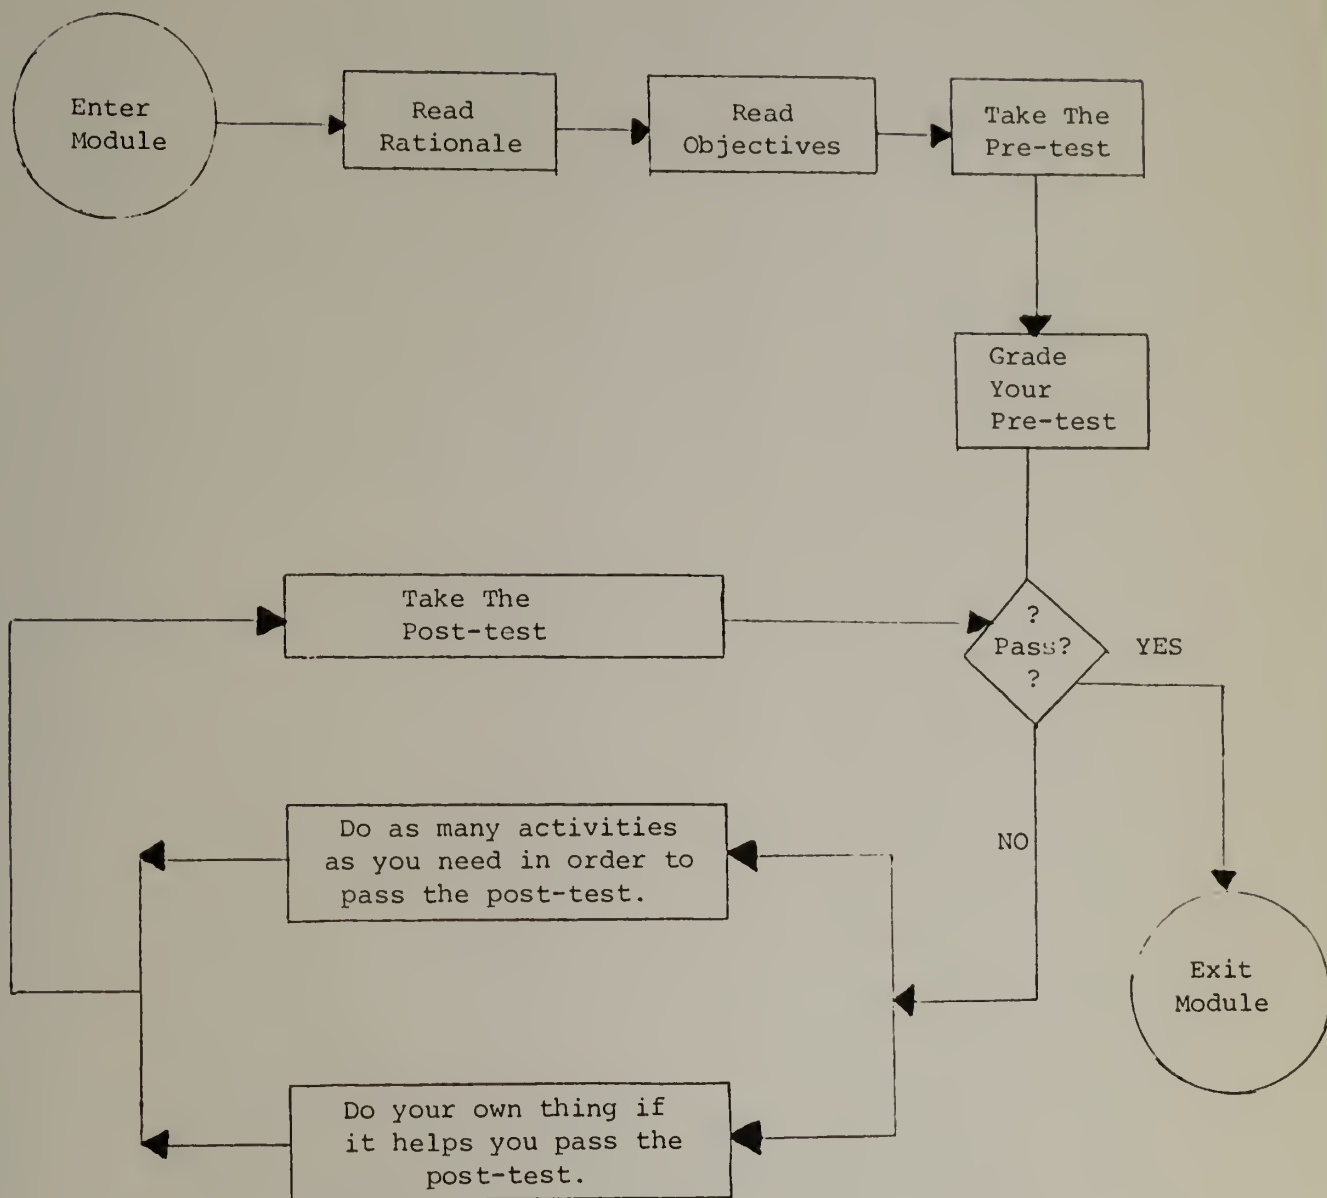 Enter
Module
Read
Rationale
Read
Objectives
Take The
Pre-test
Grade
Your
Pre-test
Take The
Post-test
?
Pass?
?
YES
NO
Do as many activities
as you need in order to
pass the post-test.
Exit
Module
Do your own thing if
it helps you pass the
post-test.